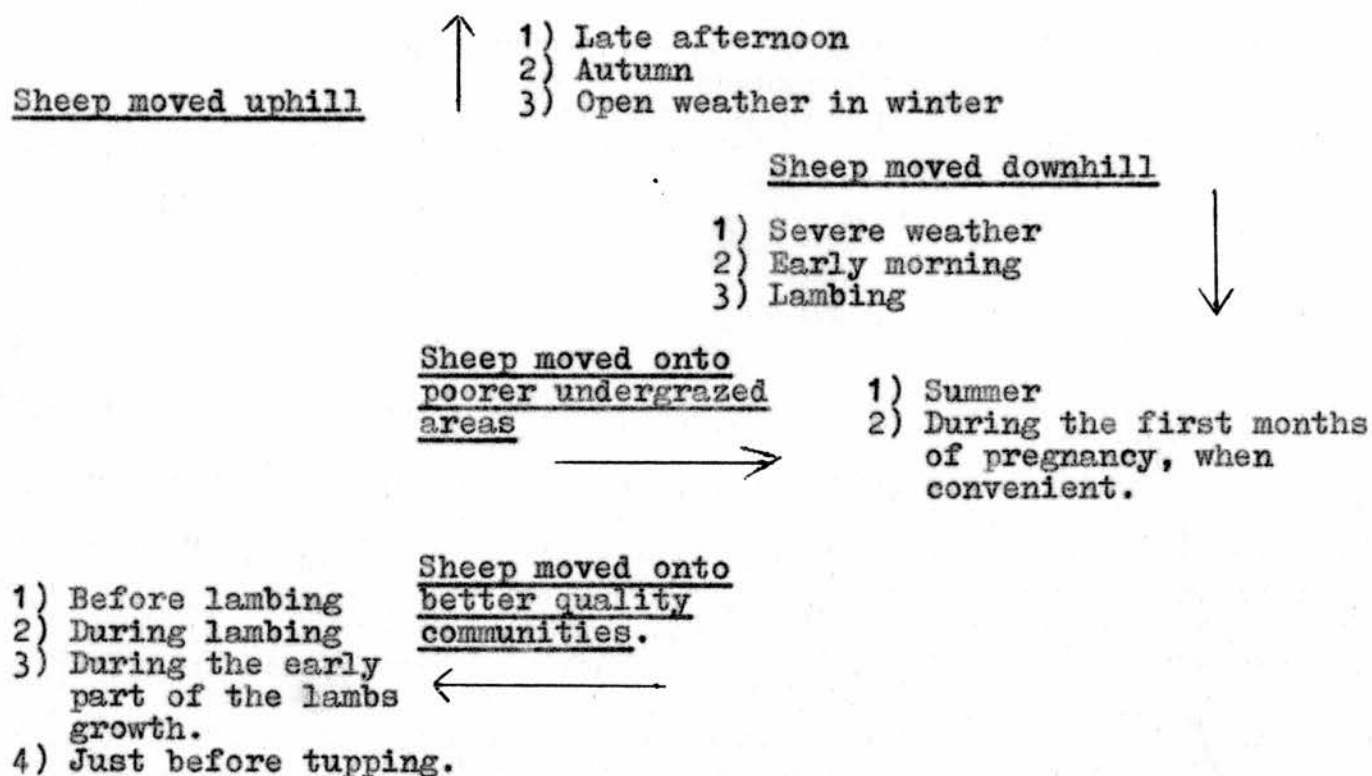 1) Late afternoon
2) Autumn
Sheep moved uphill
3) Open weather in winter
Sheep moved downhill
1) Severe weather
2) Early morning
3) Lambing
Sheep moved onto
poorer undergrazed
areas
1) Summer
2) During the first months
of pregnancy, when
convenient.
Sheep moved onto
better quality
communities.
1) Before lambing
2) During lambing
3) During the early
part of the lambs
growth.
4) Just before tupping.